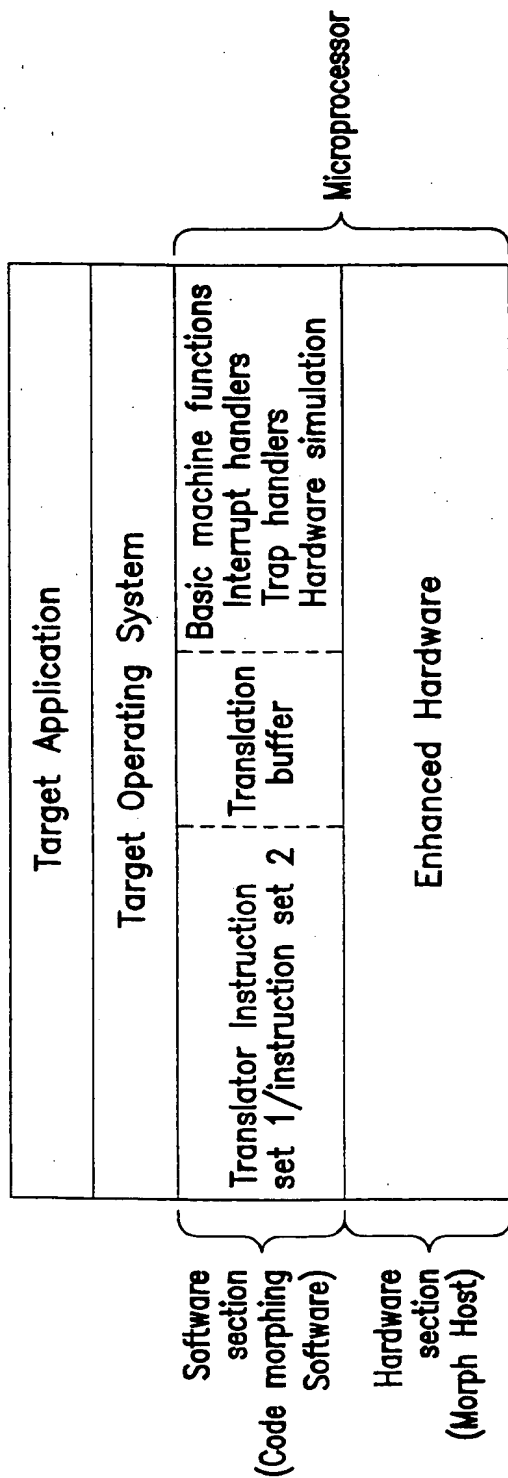 Target Application
Target Operating System
Software
section
(Code morphing
Software)
Translator Instruction
set 1/instruction set 2
Translation
buffer
Basic machine functions
Interrupt handlers
Trap handlers
Hardware simulation
Microprocessor
Hardware
section
(Morph Host)
Enhanced Hardware